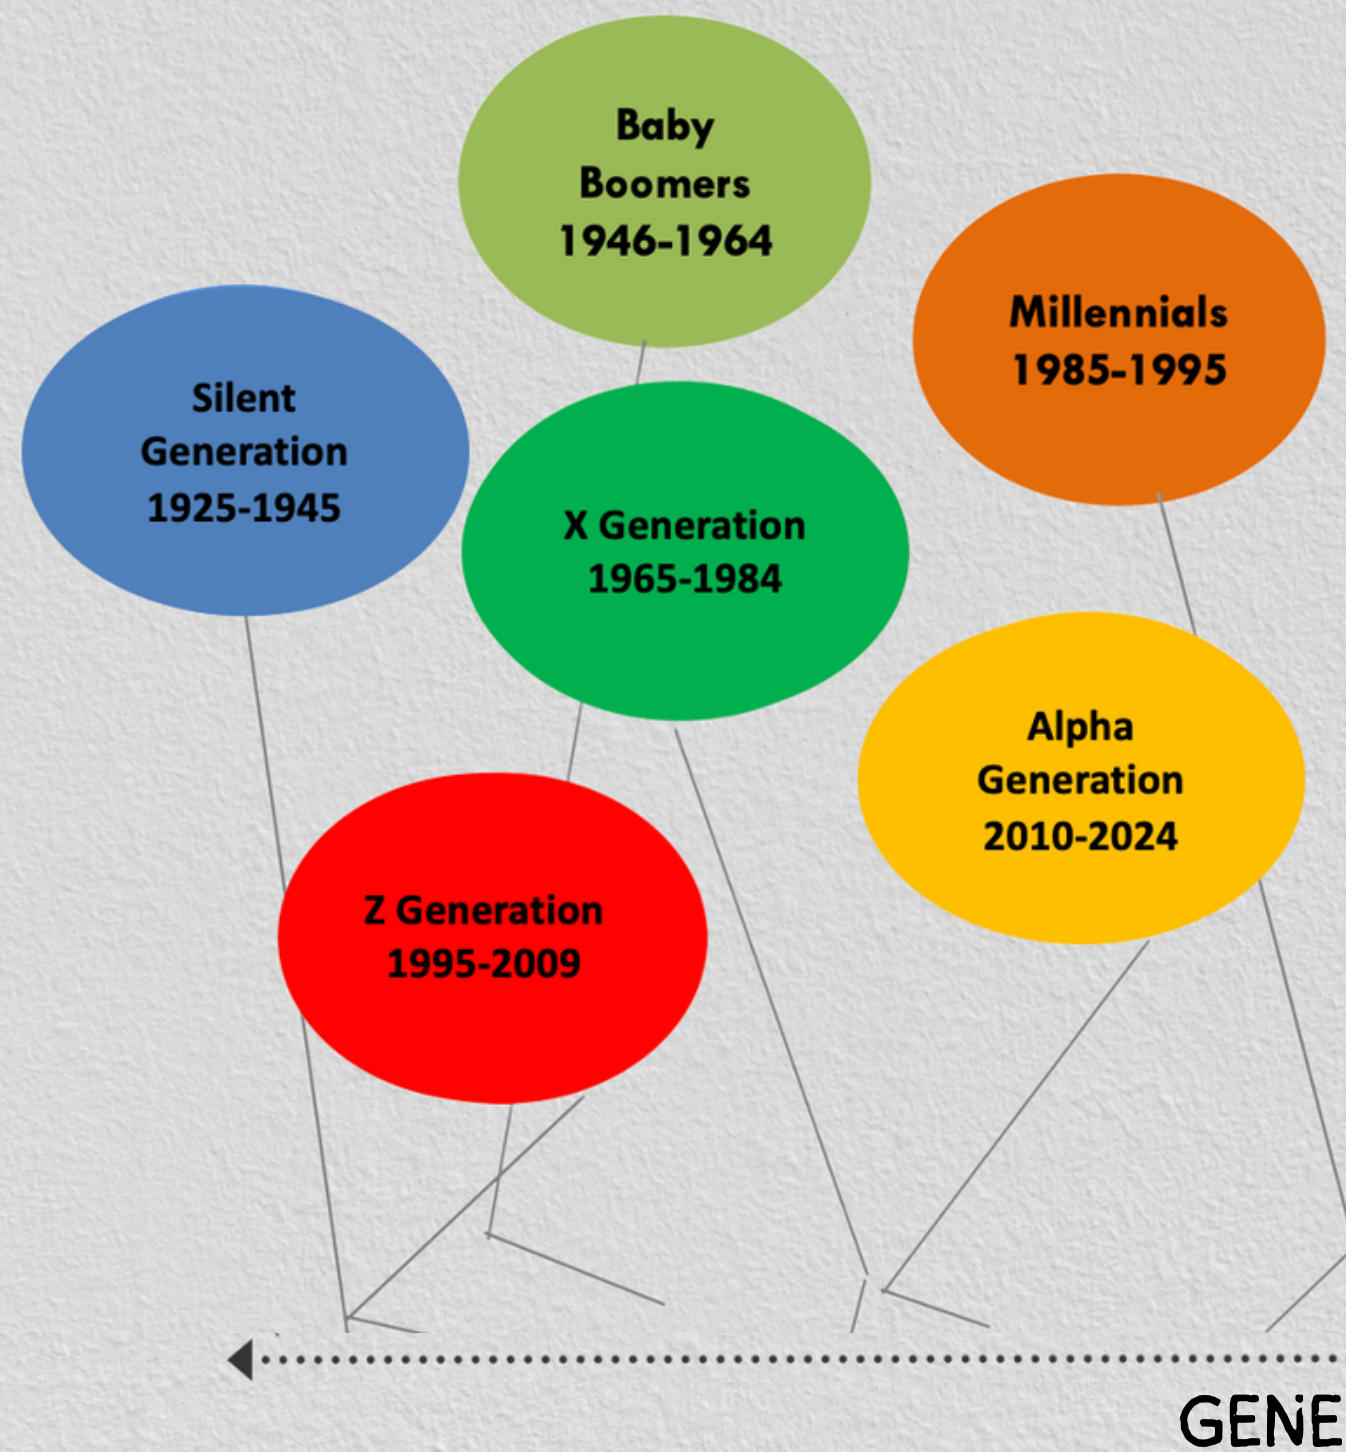 Baby
Boomers
1946-1964
Millennials
1985-1995
Silent
Generation
1925-1945
X Generation
1965-1984
Alpha
Generation
2010-2024
Z Generation
1995-2009
GENE